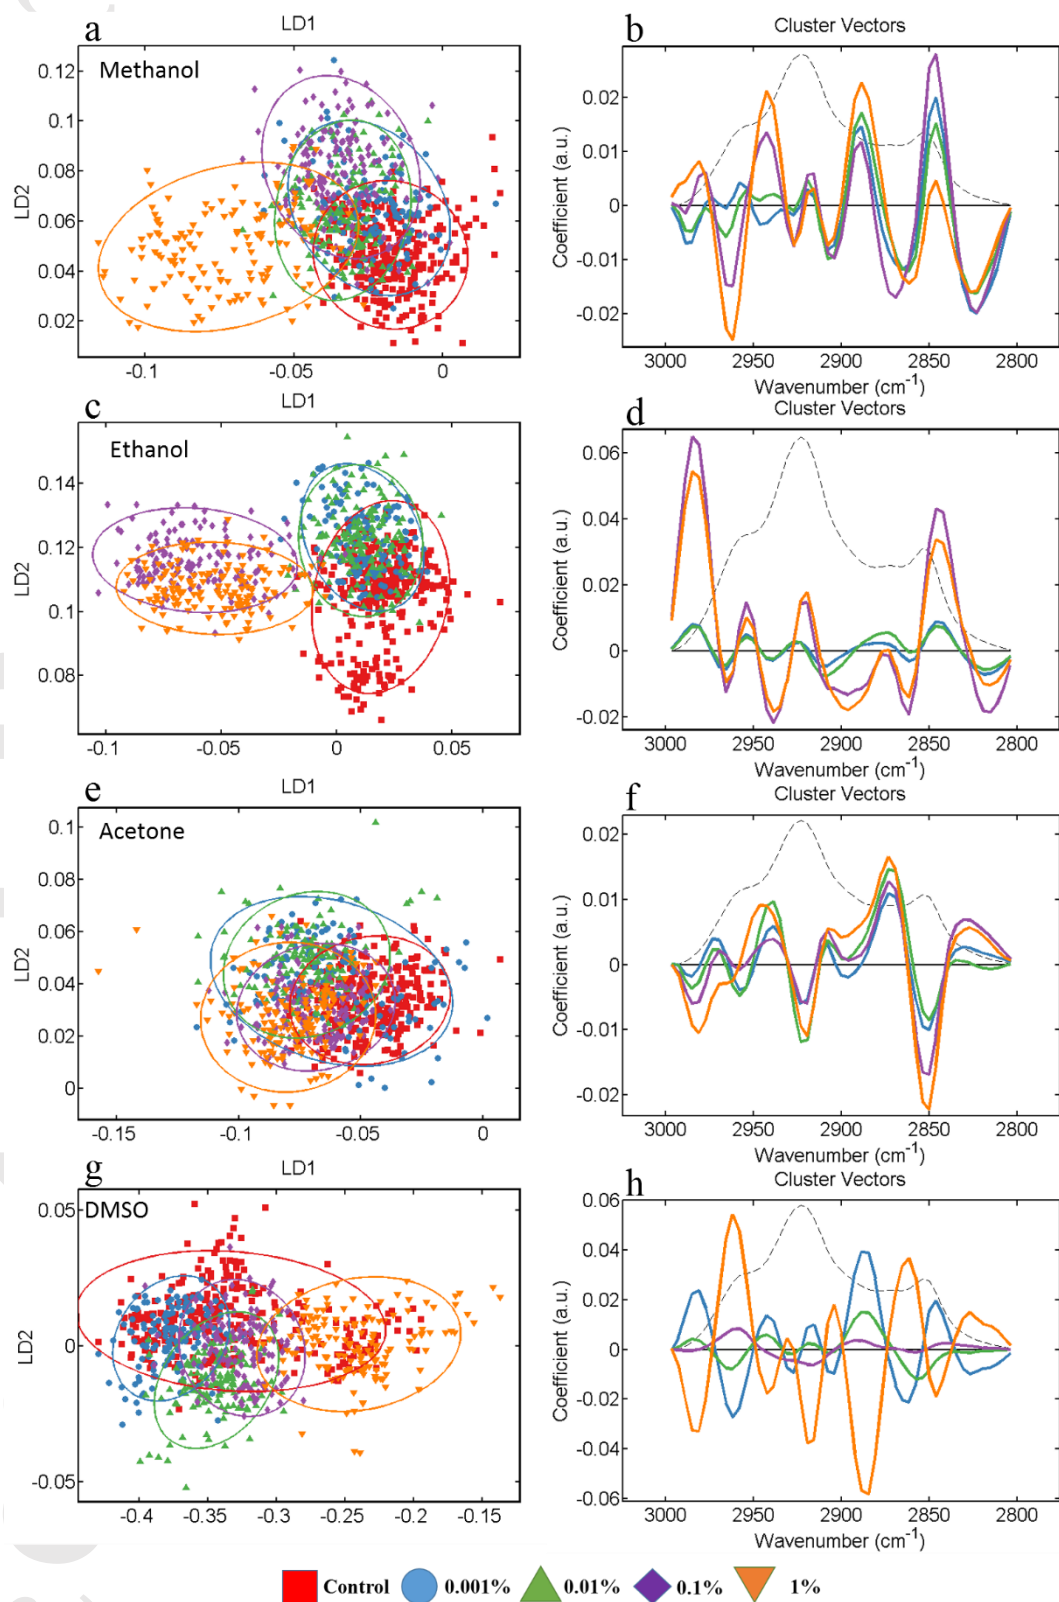 a
LD1
b
Cluster Vectors
Methanol
LD2
0.12
0.1
0.08
0.06
0.04
0.02
-0.1
-0.05
0
Coefficient (a.u.)
0.02
0.01
0
-0.01
-0.02
3000
2950
2900
2850
2800
Wavenumber (cm-1)
c
LD1
d
Cluster Vectors
Ethanol
LD2
0.14
0.12
0.1
0.08
-0.1
-0.05
0
0.05
Coefficient (a.u.)
0.06
0.04
0.02
0
-0.02
3000
2950
2900
2850
2800
Wavenumber (cm-1)
e
LD1
f
Cluster Vectors
Acetone
LD2
0.1
0.08
0.06
0.04
0.02
0
-0.15
-0.1
-0.05
0
Coefficient (a.u.)
0.02
0.01
0
-0.01
-0.02
3000
2950
2900
2850
2800
Wavenumber (cm-1)
g
LD1
h
Cluster Vectors
DMSO
LD2
0.05
0
-0.05
-0.4
-0.35
-0.3
-0.25
-0.2
-0.15
Coefficient (a.u.)
0.06
0.04
0.02
0
-0.02
-0.04
-0.06
3000
2950
2900
2850
2800
Wavenumber (cm-1)
Control 0.001% 0.01% 0.1% 1%